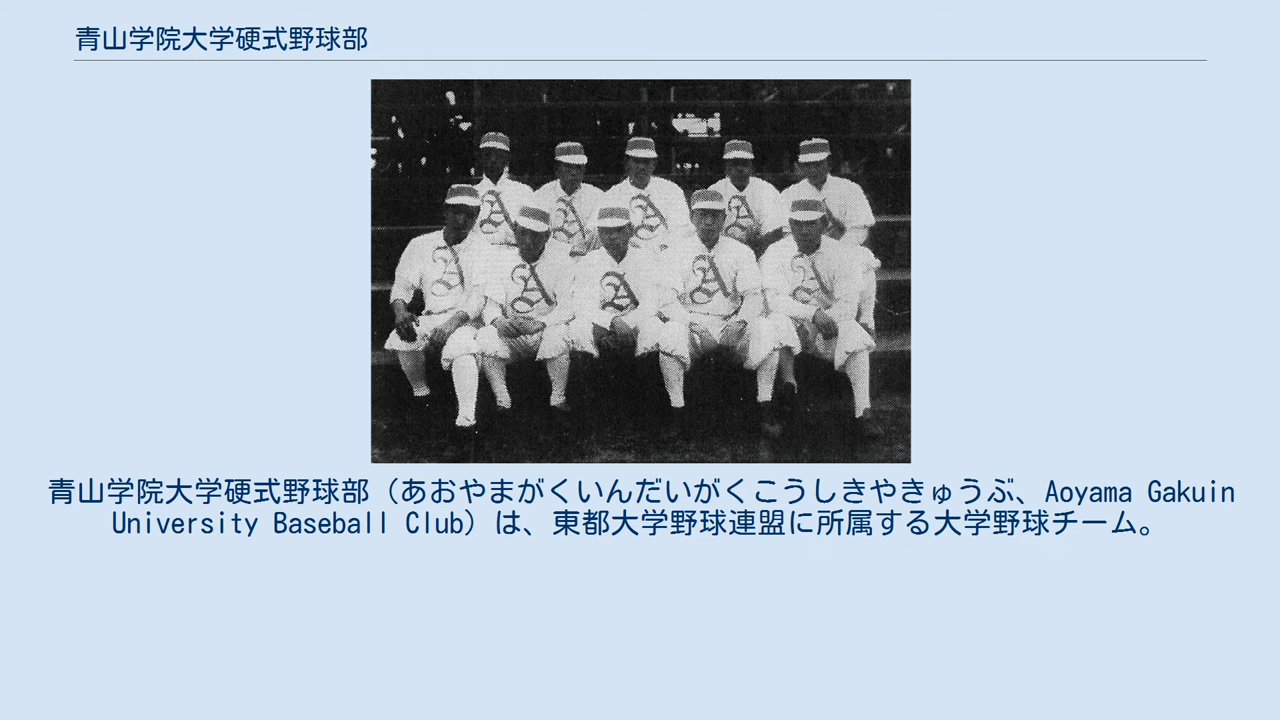 青山学院大学硬式野球部
A A A A
A A A A A
青山学院大学硬式野球部（あおやまがくいんだいがくこうしきやきゅうぶ、Aoyama Gakuin
University Baseball Club）は、東都大学野球連盟に所属する大学野球チーム。